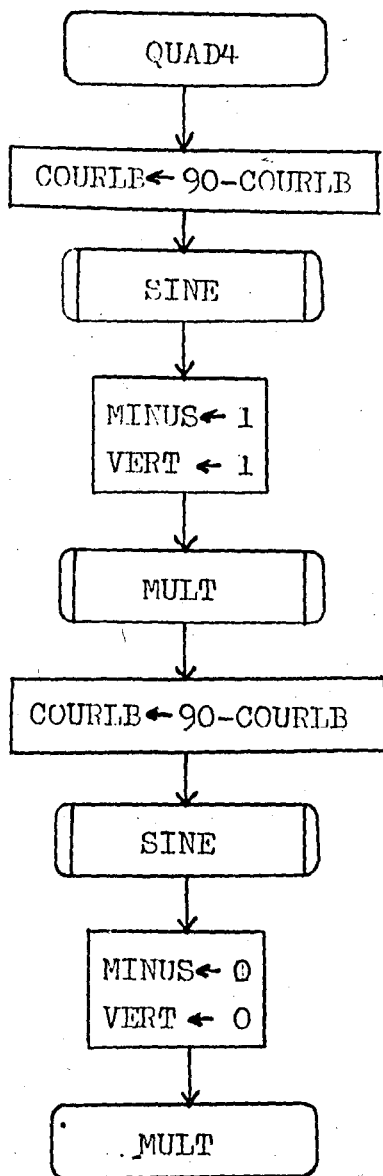 QUAD4
COURLB ← 90-COURLB
SINE
MINUS ← 1
VERT ← 1
MULT
COURLB ← 90-COURLB
SINE
MINUS ← 0
VERT ← 0
MULT